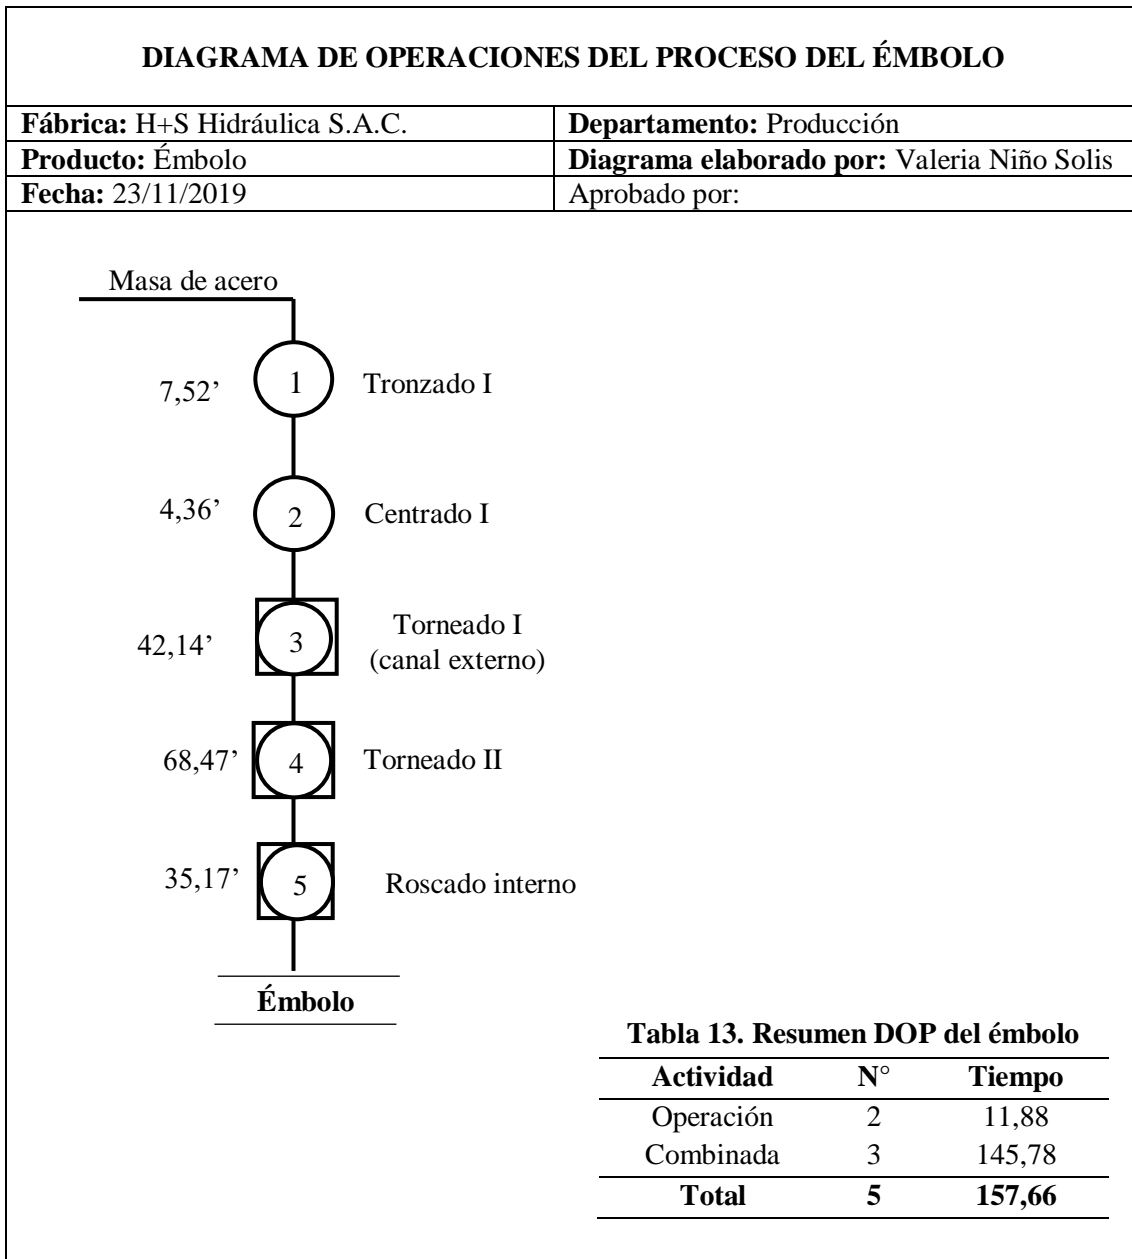 DIAGRAMA DE OPERACIONES DEL PROCESO DEL ÉMBOLO
Fábrica: H+S Hidráulica S.A.C. Departamento: Producción
Producto: Émbolo Diagrama elaborado por: Valeria Niño Solis
Fecha: 23/11/2019 Aprobado por:
Masa de acero
7,52’ 1 Tronzado I
4,36’ 2 Centrado I
42,14’ 3 Torneado I
(canal externo)
68,47’ 4 Torneado II
35,17’ 5 Roscado interno
Émbolo
Tabla 13. Resumen DOP del émbolo
Actividad N° Tiempo
Operación 2 11,88
Combinada 3 145,78
Total 5 157,66